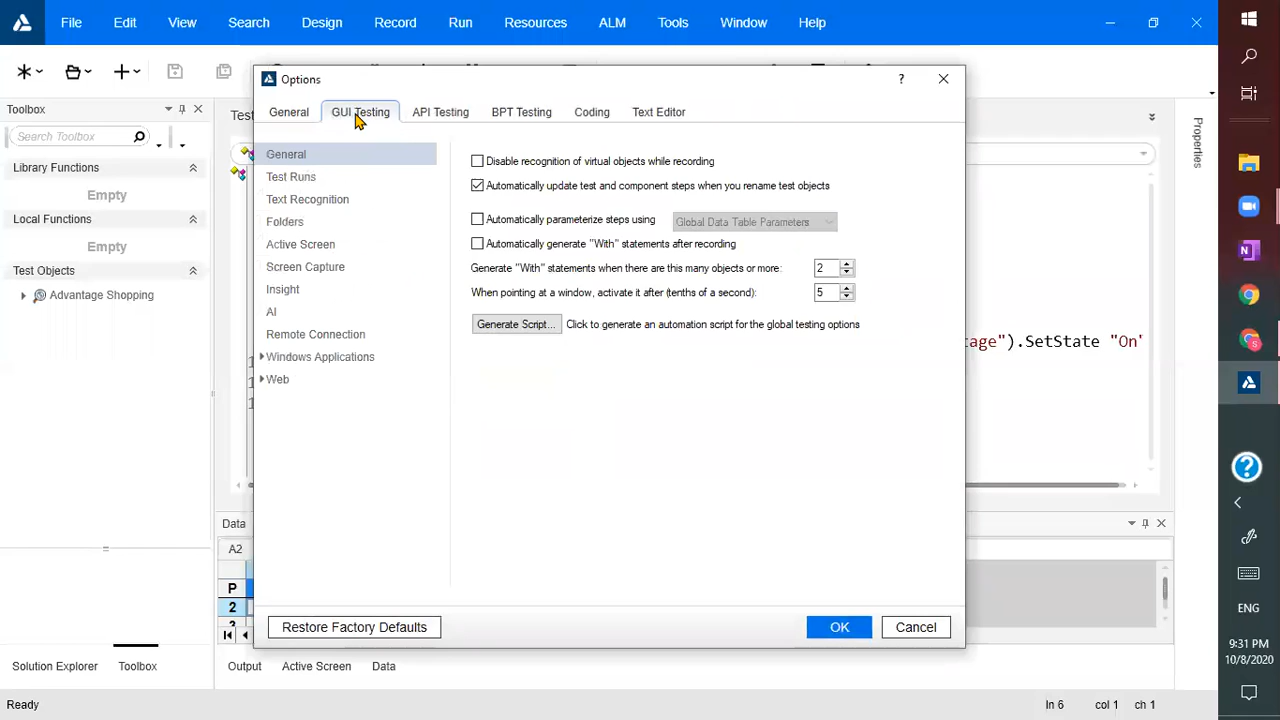 File Edit View Search Design Record Run Resources ALM Tools Window Help
Options
General GUI Testing API Testing BPT Testing Coding Text Editor
Toolbox
Search Toolbox
Library Functions
Empty
Local Functions
Empty
Test Objects
Advantage Shopping
General
Test Runs
Text Recognition
Folders
Active Screen
Screen Capture
Insight
AI
Remote Connection
Windows Applications
Web
Disable recognition of virtual objects while recording
Automatically update test and component steps when you rename test objects
Automatically parameterize steps using Global Data Table Parameters
Automatically generate "With" statements after recording
Generate "With" statements when there are this many objects or more: 2
When pointing at a window, activate it after (tenths of a second): 5
Generate Script... Click to generate an automation script for the global testing options
Restore Factory Defaults OK Cancel
Properties
age").SetState "On"
Data
A2
P
2
Solution Explorer Toolbox Output Active Screen Data
Ready ln 6 col 1 ch 1
ENG
9:31 PM
10/8/2020